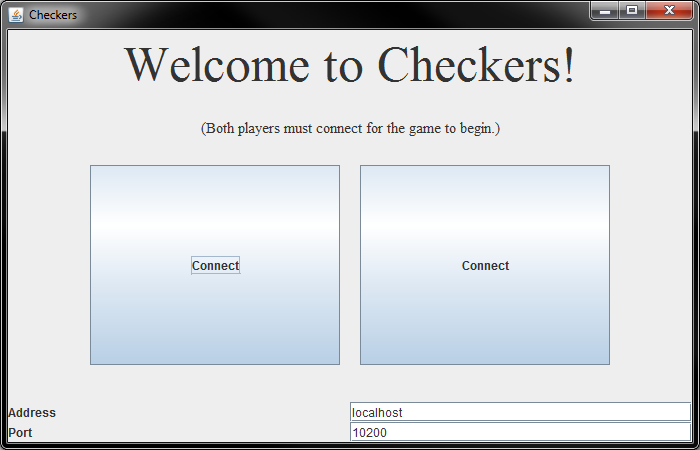 Checkers
Welcome to Checkers!
(Both players must connect for the game to begin.)
Connect Connect
Address localhost
Port 10200